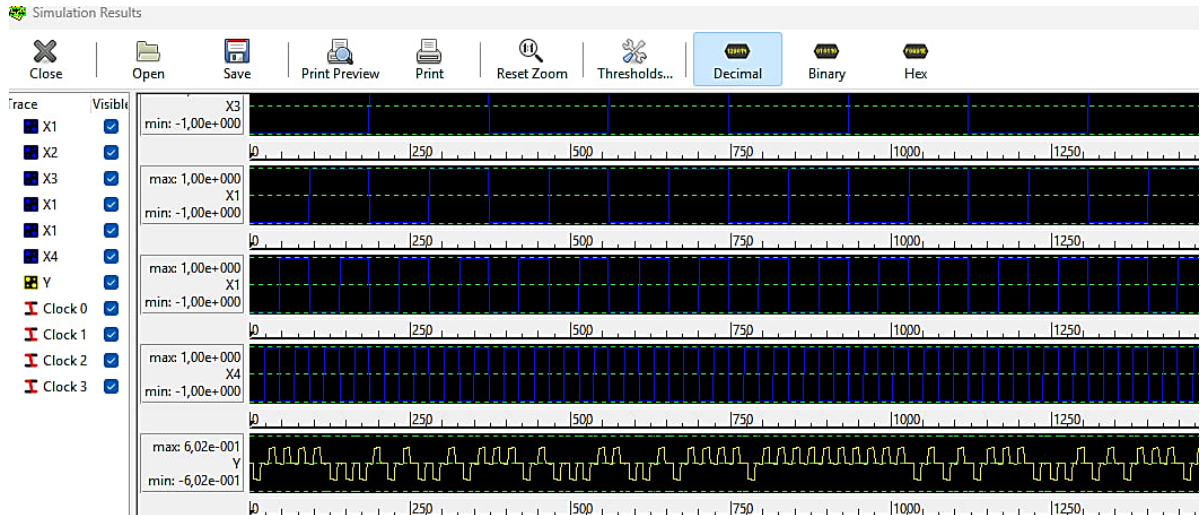 Simulation Results
Close Open Save Print Preview Print Reset Zoom Thresholds... Decimal Binary Hex
Trace Visible
X1
X2
X3
X1
X1
X4
Y
Clock 0
Clock 1
Clock 2
Clock 3
X3
min: -1,00e+000
0 250 500 750 1000 1250
max: 1,00e+000
X1
min: -1,00e+000
0 250 500 750 1000 1250
max: 1,00e+000
X1
min: -1,00e+000
0 250 500 750 1000 1250
max: 1,00e+000
X4
min: -1,00e+000
0 250 500 750 1000 1250
max: 6,02e-001
Y
min: -6,02e-001
0 250 500 750 1000 1250